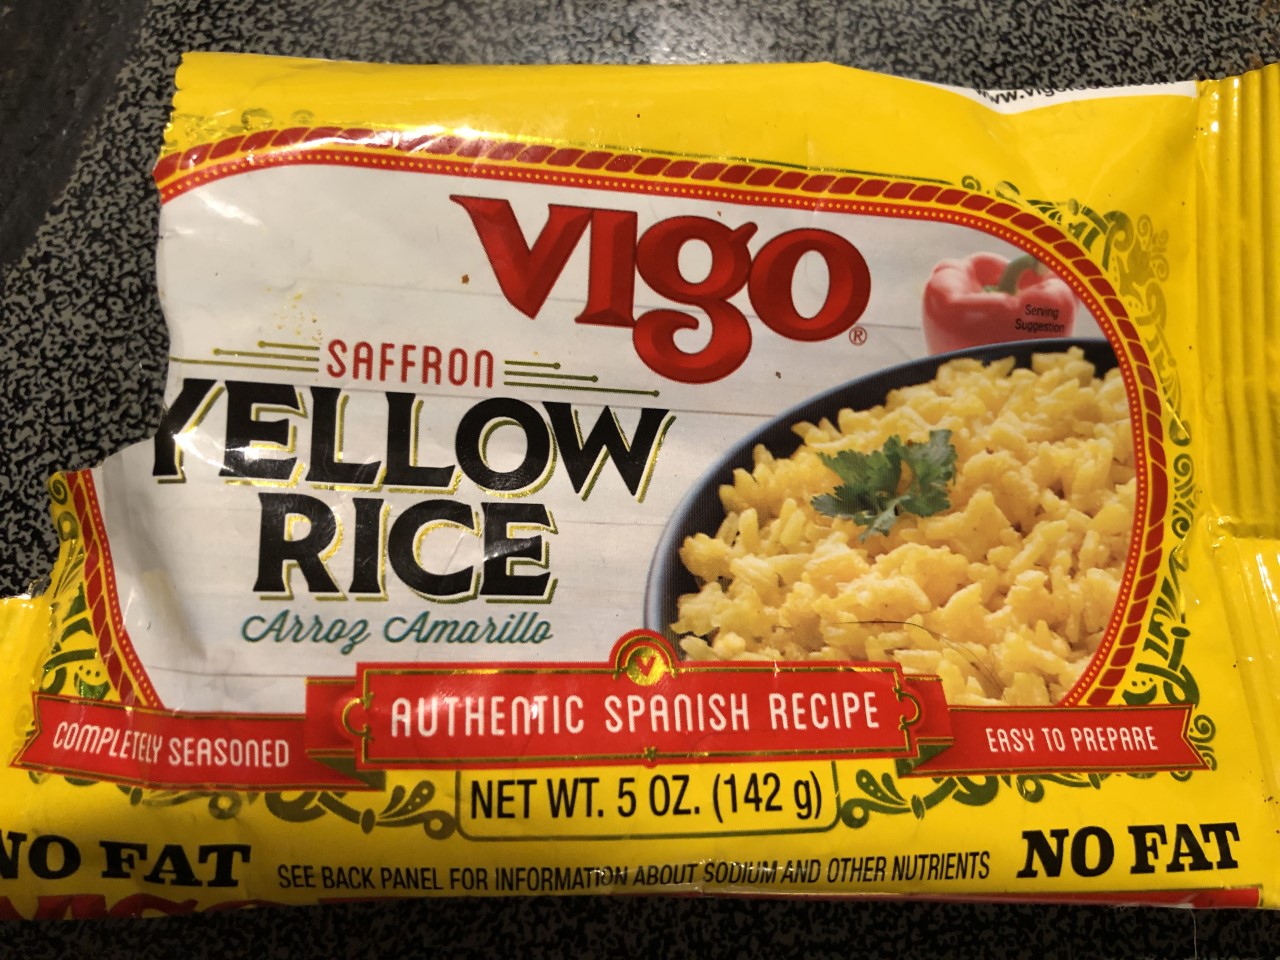 Vigo®
Serving
Suggestion
SAFFRON
YELLOW
RICE
Arroz Amarillo
AUTHENTIC SPANISH RECIPE
COMPLETELY SEASONED
EASY TO PREPARE
NET WT. 5 OZ. (142 g)
NO FAT
SEE BACK PANEL FOR INFORMATION ABOUT SODIUM AND OTHER NUTRIENTS
NO FAT